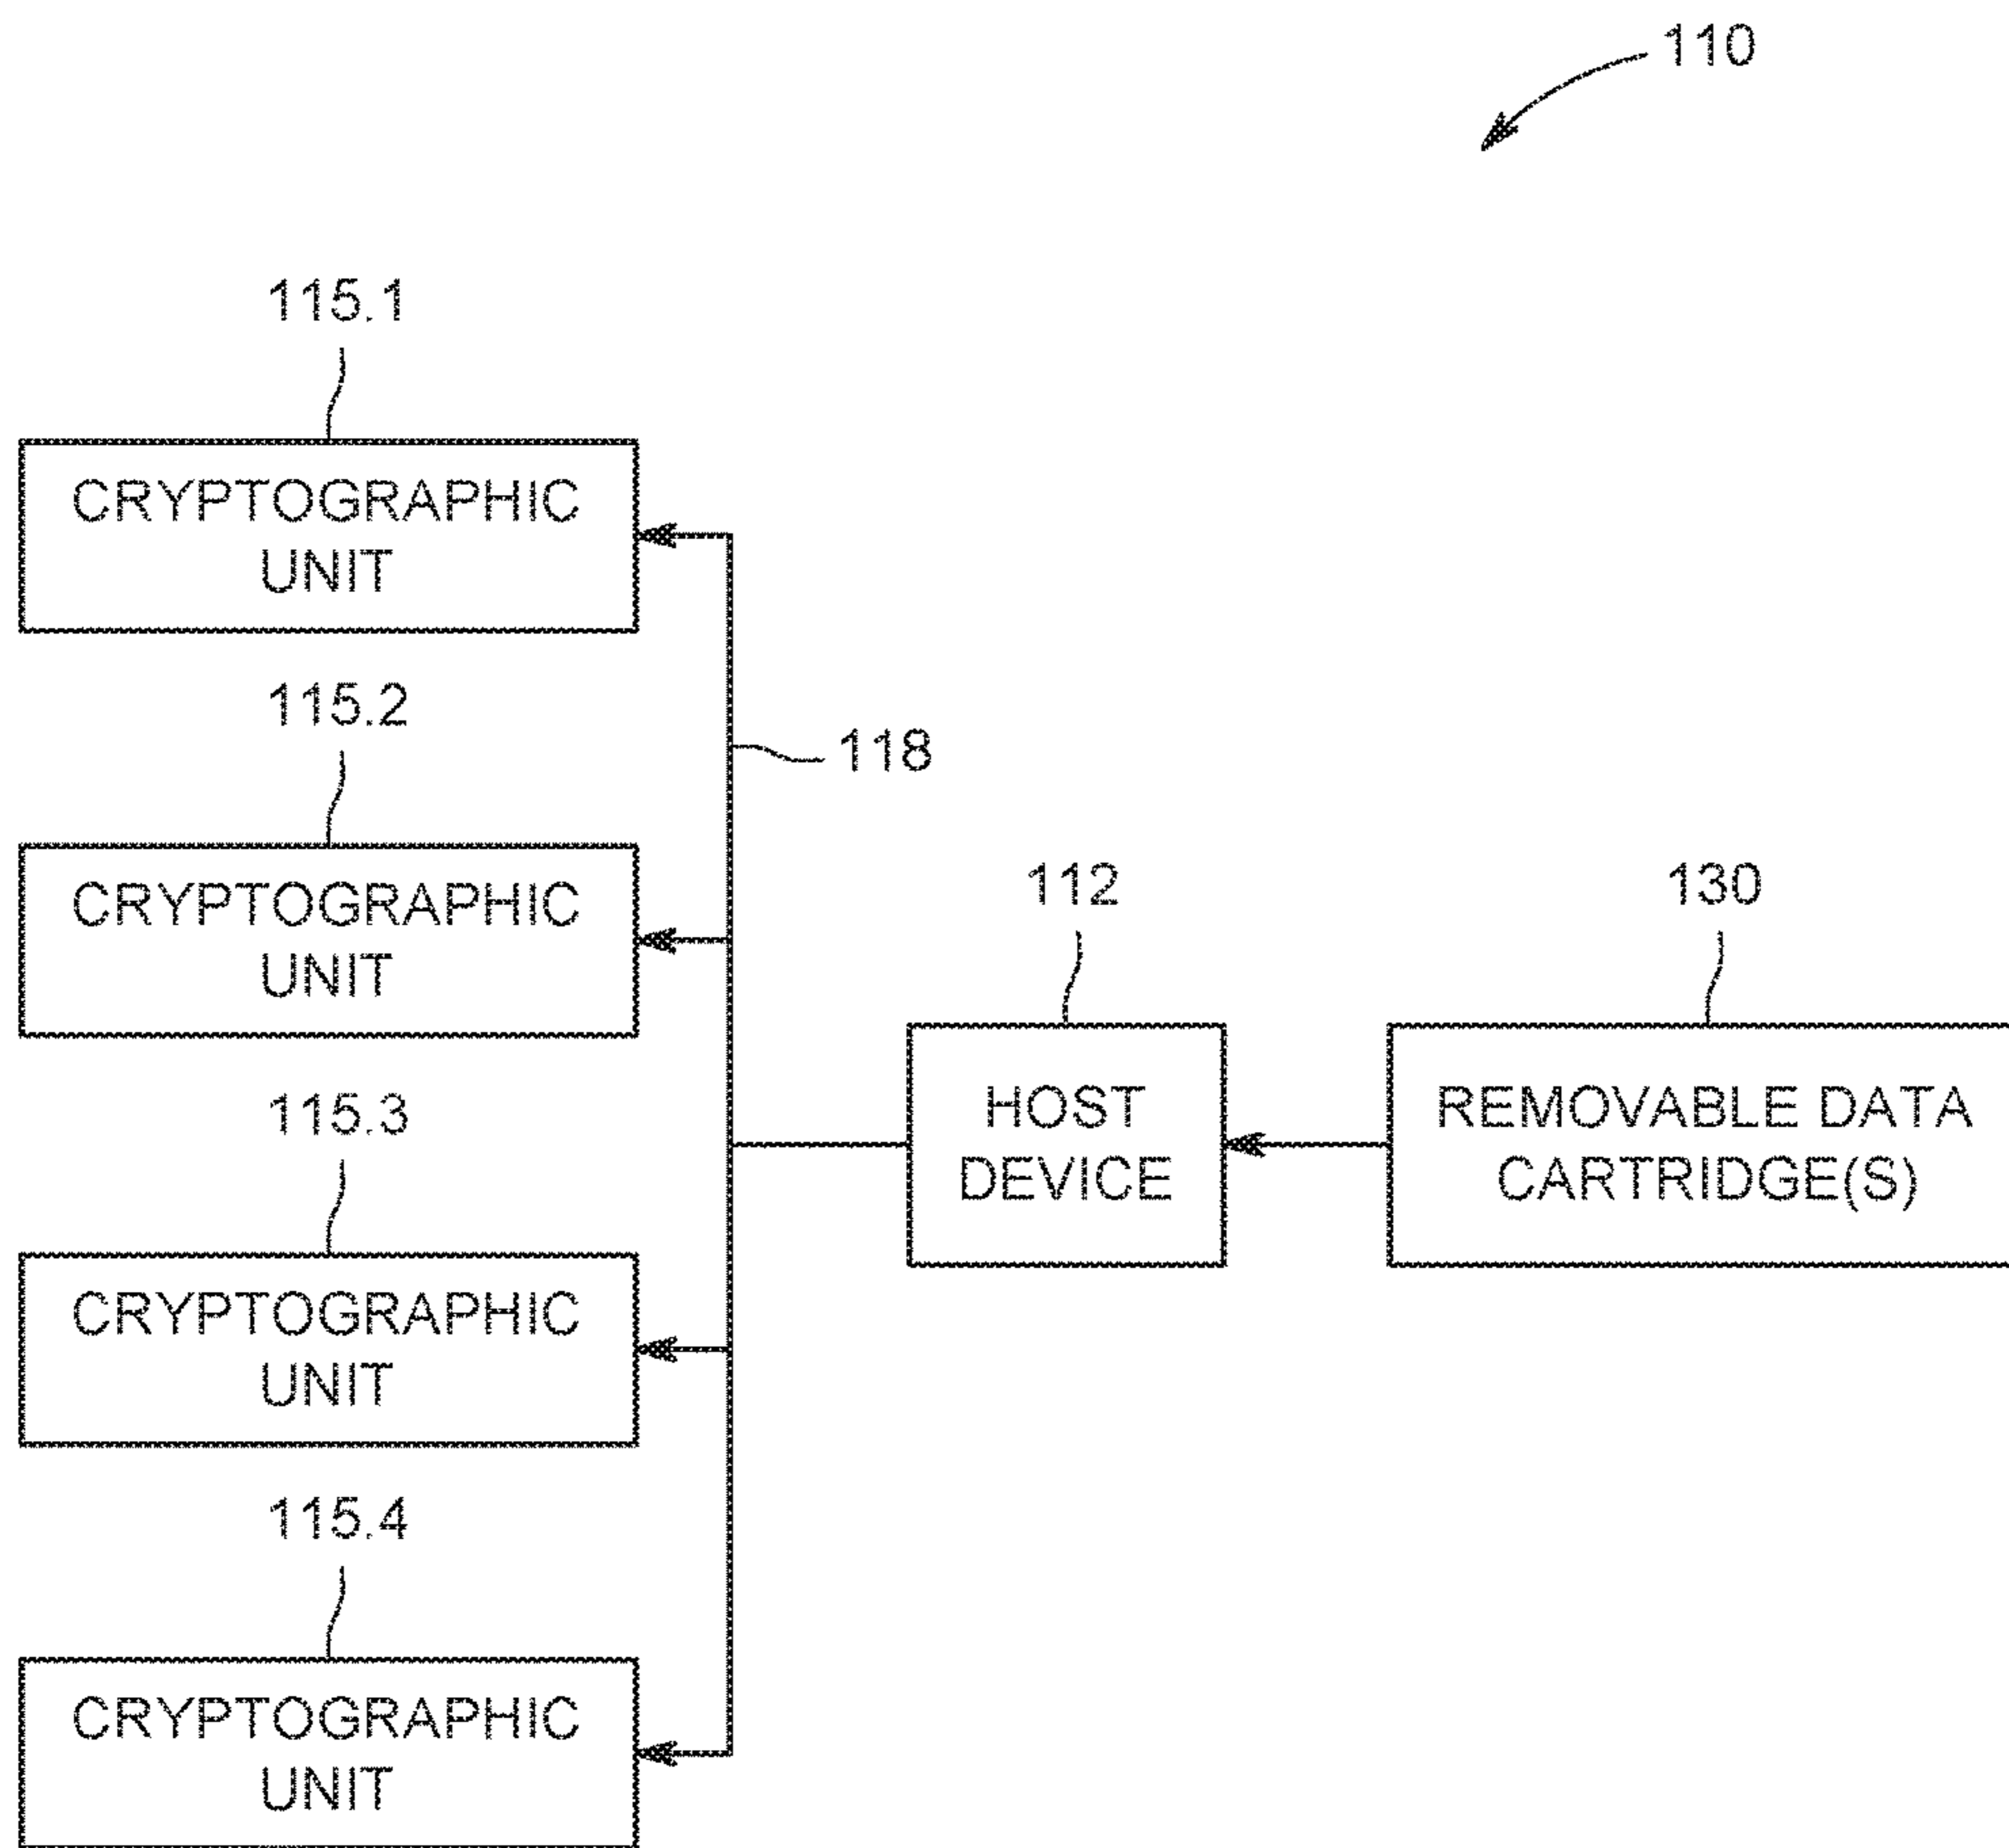 110
115.1
CRYPTOGRAPHIC
UNIT
115.2
118
CRYPTOGRAPHIC
UNIT
112
130
HOST
DEVICE
REMOVABLE DATA
CARTRIDGE(S)
115.3
CRYPTOGRAPHIC
UNIT
115.4
CRYPTOGRAPHIC
UNIT